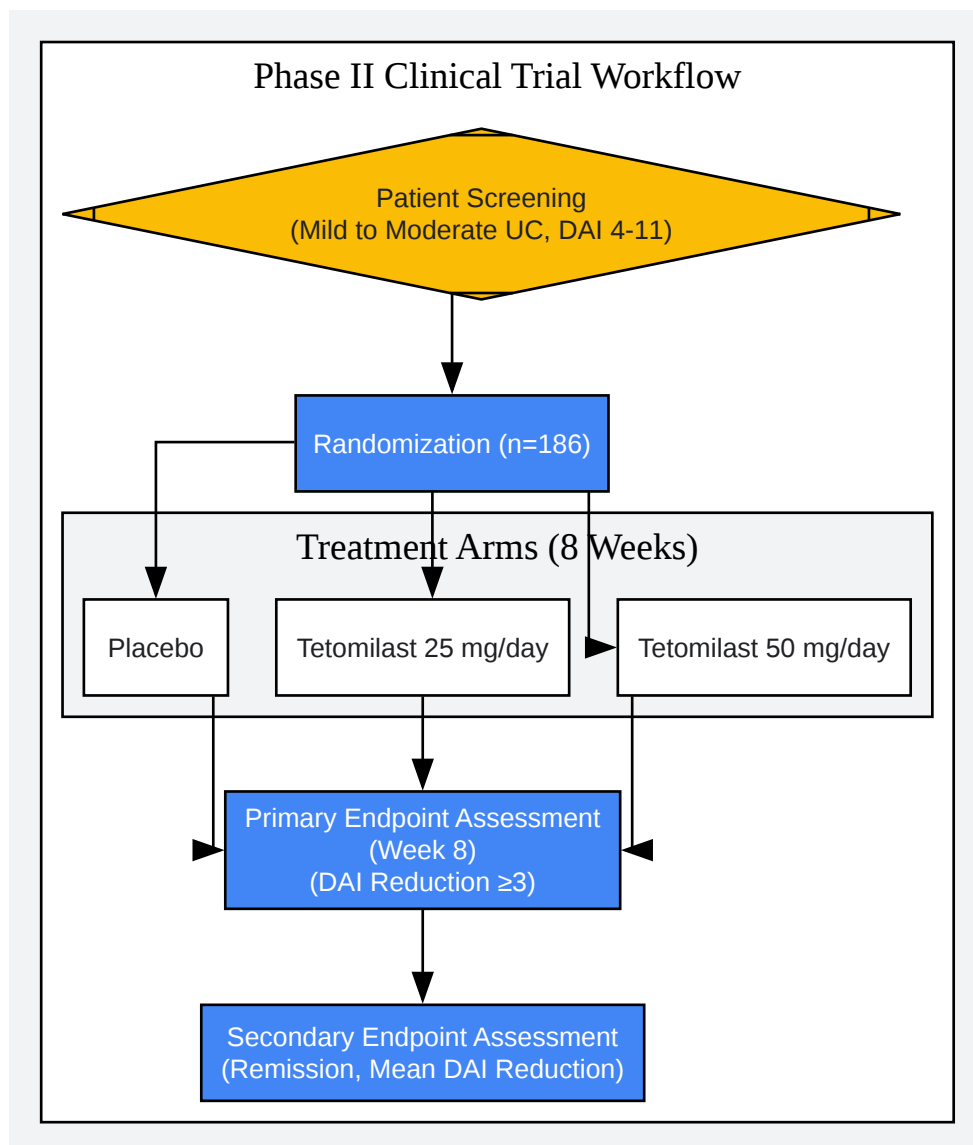 Phase II Clinical Trial Workflow
Patient Screening
(Mild to Moderate UC, DAI 4-11)
Randomization (n=186)
Treatment Arms (8 Weeks)
Placebo
Tetomilast 25 mg/day
Tetomilast 50 mg/day
Primary Endpoint Assessment
(Week 8)
(DAI Reduction ≥3)
Secondary Endpoint Assessment
(Remission, Mean DAI Reduction)